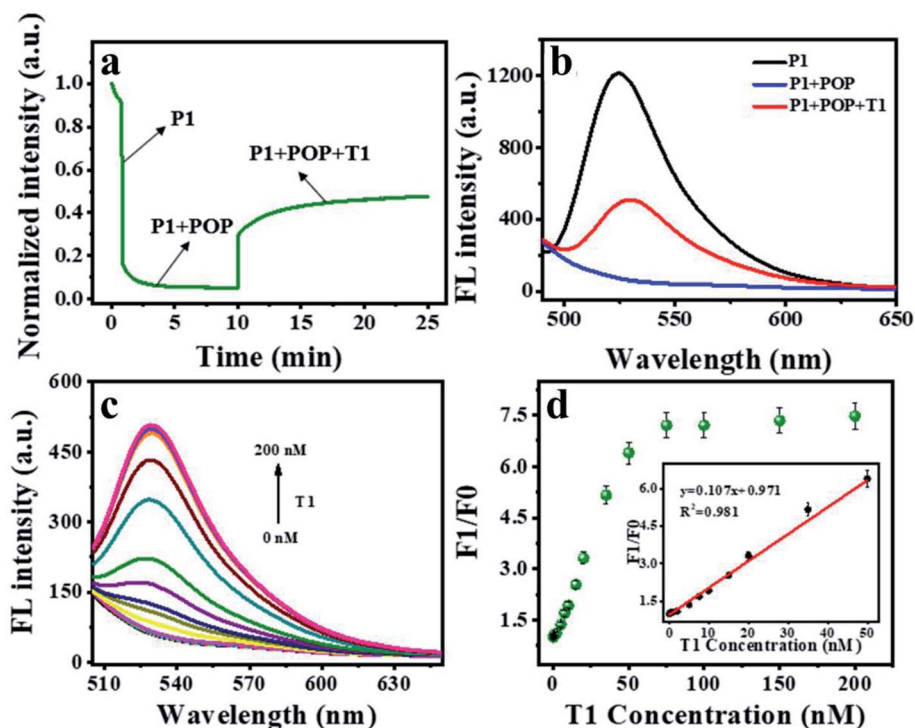 a
Normalized intensity (a.u.)
1.0
0.8
0.6
0.4
0.2
0.0
P1
P1+POP
P1+POP+T1
0 5 10 15 20 25
Time (min)
b
FL intensity (a.u.)
1200
800
400
0
P1
P1+POP
P1+POP+T1
500 550 600 650
Wavelength (nm)
c
FL intensity (a.u.)
600
450
300
150
0
200 nM
T1
0 nM
510 540 570 600 630
Wavelength (nm)
d
F1/F0
7.5
6.0
4.5
3.0
1.5
0.0
y=0.107x+0.971
R²=0.981
F1/F0
6.0
4.5
3.0
1.5
0 10 20 30 40 50
T1 Concentration (nM)
0 50 100 150 200
T1 Concentration (nM)